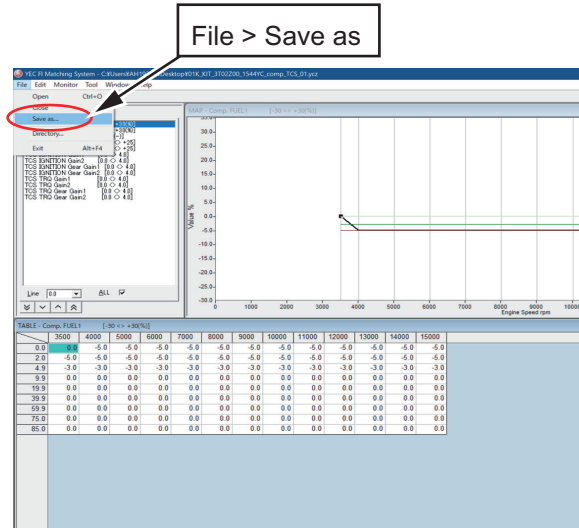 File > Save as
YEC FI Matching System - C:¥Users¥AH1 Desktop¥01K_KIT_3T02Z00_1544YC_comp_TCS_01.ycz
File Edit Monitor Tool Window Help
Open Ctrl+O
Close
Save as...
Directory...
Exit Alt+F4
+30(%)]
+30(%)]
(-)]
<> +25]
<> +25]
<> 4.0]
TCS IGNITION Gain2 [0.0 <> 4.0]
TCS IGNITION Gear Gain1 [0.0 <> 4.0]
TCS IGNITION Gear Gain2 [0.0 <> 4.0]
TCS TRQ Gain1 [0.0 <> 4.0]
TCS TRQ Gain2 [0.0 <> 4.0]
TCS TRQ Gear Gain1 [0.0 <> 4.0]
TCS TRQ Gear Gain2 [0.0 <> 4.0]
Line 0.0 ALL
MAP - Comp. FUEL1 [-30 <> +30(%)]
30.0
25.0
20.0
15.0
10.0
5.0
0.0
-5.0
-10.0
-15.0
-20.0
-25.0
-30.0
Value %
0 1000 2000 3000 4000 5000 6000 7000 8000 9000 10000
Engine Speed rpm
TABLE - Comp. FUEL1 [-30 <> +30(%)]
3500 4000 5000 6000 7000 8000 9000 10000 11000 12000 13000 14000 15000
0.0 0.0 -5.0 -5.0 -5.0 -5.0 -5.0 -5.0 -5.0 -5.0 -5.0 -5.0 -5.0 -5.0
2.0 -5.0 -5.0 -5.0 -5.0 -5.0 -5.0 -5.0 -5.0 -5.0 -5.0 -5.0 -5.0 -5.0
4.9 -3.0 -3.0 -3.0 -3.0 -3.0 -3.0 -3.0 -3.0 -3.0 -3.0 -3.0 -3.0 -3.0
9.9 0.0 0.0 0.0 0.0 0.0 0.0 0.0 0.0 0.0 0.0 0.0 0.0 0.0
19.9 0.0 0.0 0.0 0.0 0.0 0.0 0.0 0.0 0.0 0.0 0.0 0.0 0.0
39.9 0.0 0.0 0.0 0.0 0.0 0.0 0.0 0.0 0.0 0.0 0.0 0.0 0.0
59.9 0.0 0.0 0.0 0.0 0.0 0.0 0.0 0.0 0.0 0.0 0.0 0.0 0.0
75.0 0.0 0.0 0.0 0.0 0.0 0.0 0.0 0.0 0.0 0.0 0.0 0.0 0.0
85.0 0.0 0.0 0.0 0.0 0.0 0.0 0.0 0.0 0.0 0.0 0.0 0.0 0.0